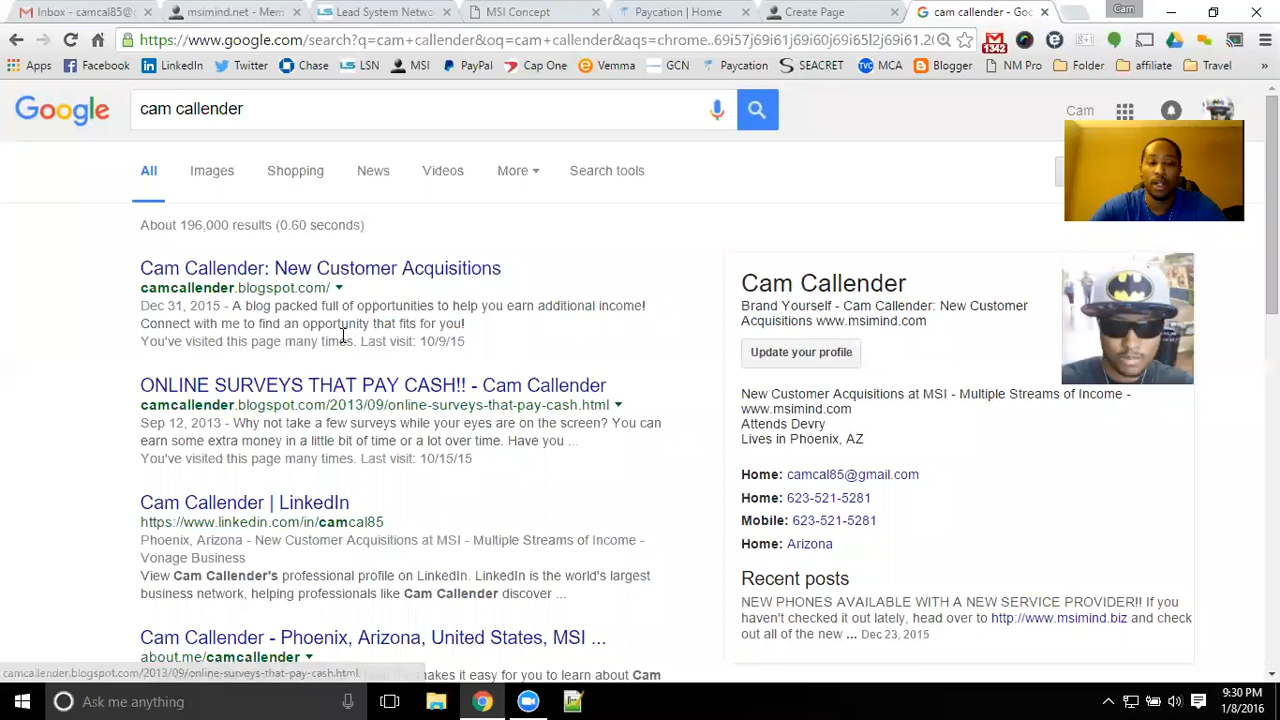 Inbox - camcal85@g
msimind.net - Mem
Lead System Netwo
MSI Concept
Paycation | Home
Create Page
cam callender - Goo
Cam
https://www.google.com/search?q=cam+callender&oq=cam+callender&aqs=chrome..69i57j69i61j69i60j69i65l2j69i61.
1342
Apps
Facebook
LinkedIn
Twitter
Chase
LSN
MSI
PayPal
Cap One
Vemma
GCN
Paycation
SEACRET
MCA
Blogger
NM Pro
Folder
affiliate
Travel
Google
cam callender
Cam
All
Images
Shopping
News
Videos
More
Search tools
About 196,000 results (0.60 seconds)
Cam Callender: New Customer Acquisitions
camcallender.blogspot.com/
Dec 31, 2015 - A blog packed full of opportunities to help you earn additional income!
Connect with me to find an opportunity that fits for you!
You've visited this page many times. Last visit: 10/9/15
ONLINE SURVEYS THAT PAY CASH!! - Cam Callender
camcallender.blogspot.com/2013/09/online-surveys-that-pay-cash.html
Sep 12, 2013 - Why not take a few surveys while your eyes are on the screen? You can
earn some extra money in a little bit of time or a lot over time. Have you ...
You've visited this page many times. Last visit: 10/15/15
Cam Callender | LinkedIn
https://www.linkedin.com/in/camcal85
Phoenix, Arizona - New Customer Acquisitions at MSI - Multiple Streams of Income -
Vonage Business
View Cam Callender's professional profile on LinkedIn. LinkedIn is the world's largest
business network, helping professionals like Cam Callender discover ...
Cam Callender - Phoenix, Arizona, United States, MSI ...
about.me/camcallender
makes it easy for you to learn about Cam
Cam Callender
Brand Yourself - Cam Callender: New Customer
Acquisitions www.msimind.com
Update your profile
New Customer Acquisitions at MSI - Multiple Streams of Income -
www.msimind.com
Attends Devry
Lives in Phoenix, AZ
Home: camcal85@gmail.com
Home: 623-521-5281
Mobile: 623-521-5281
Home: Arizona
Recent posts
NEW PHONES AVAILABLE WITH A NEW SERVICE PROVIDER!! If you
haven't checked it out lately, head over to http://www.msimind.biz and check
out all of the new ... Dec 23, 2015
camcallender.blogspot.com/2013/09/online-surveys-that-pay-cash.html
Ask me anything
9:30 PM
1/8/2016